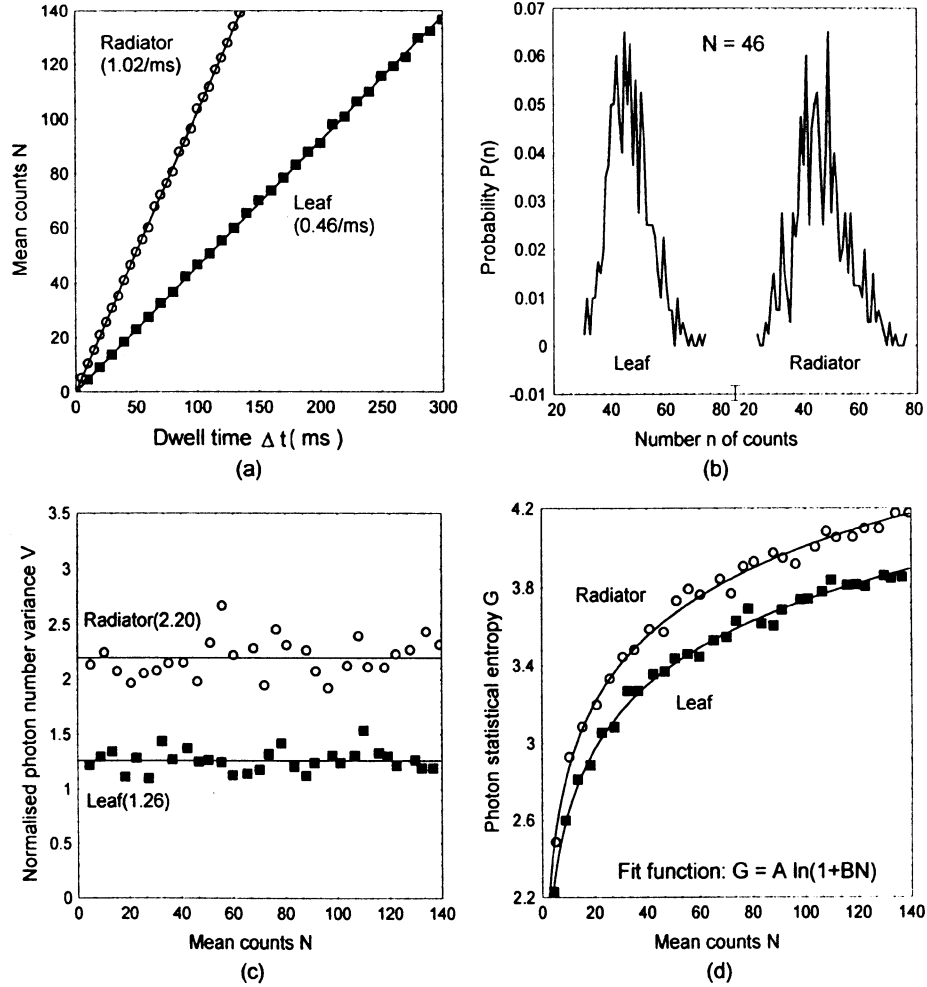 140
120
100
80
60
40
20
0
Mean counts N
Radiator
(1.02/ms)
Leaf
(0.46/ms)
0 50 100 150 200 250 300
Dwell time Δt( ms )
(a)
0.07
0.06
0.05
0.04
0.03
0.02
0.01
0
-0.01
Probability P(n)
N = 46
Leaf
Radiator
20 40 60 80 20 40 60 80
Number n of counts
(b)
3.5
3
2.5
2
1.5
1
0.5
0
Normalised photon number variance V
Radiator(2.20)
Leaf(1.26)
0 20 40 60 80 100 120 140
Mean counts N
(c)
4.2
3.8
3.4
3
2.6
2.2
Photon statistical entropy G
Radiator
Leaf
Fit function: G = A ln(1+BN)
0 20 40 60 80 100 120 140
Mean counts N
(d)